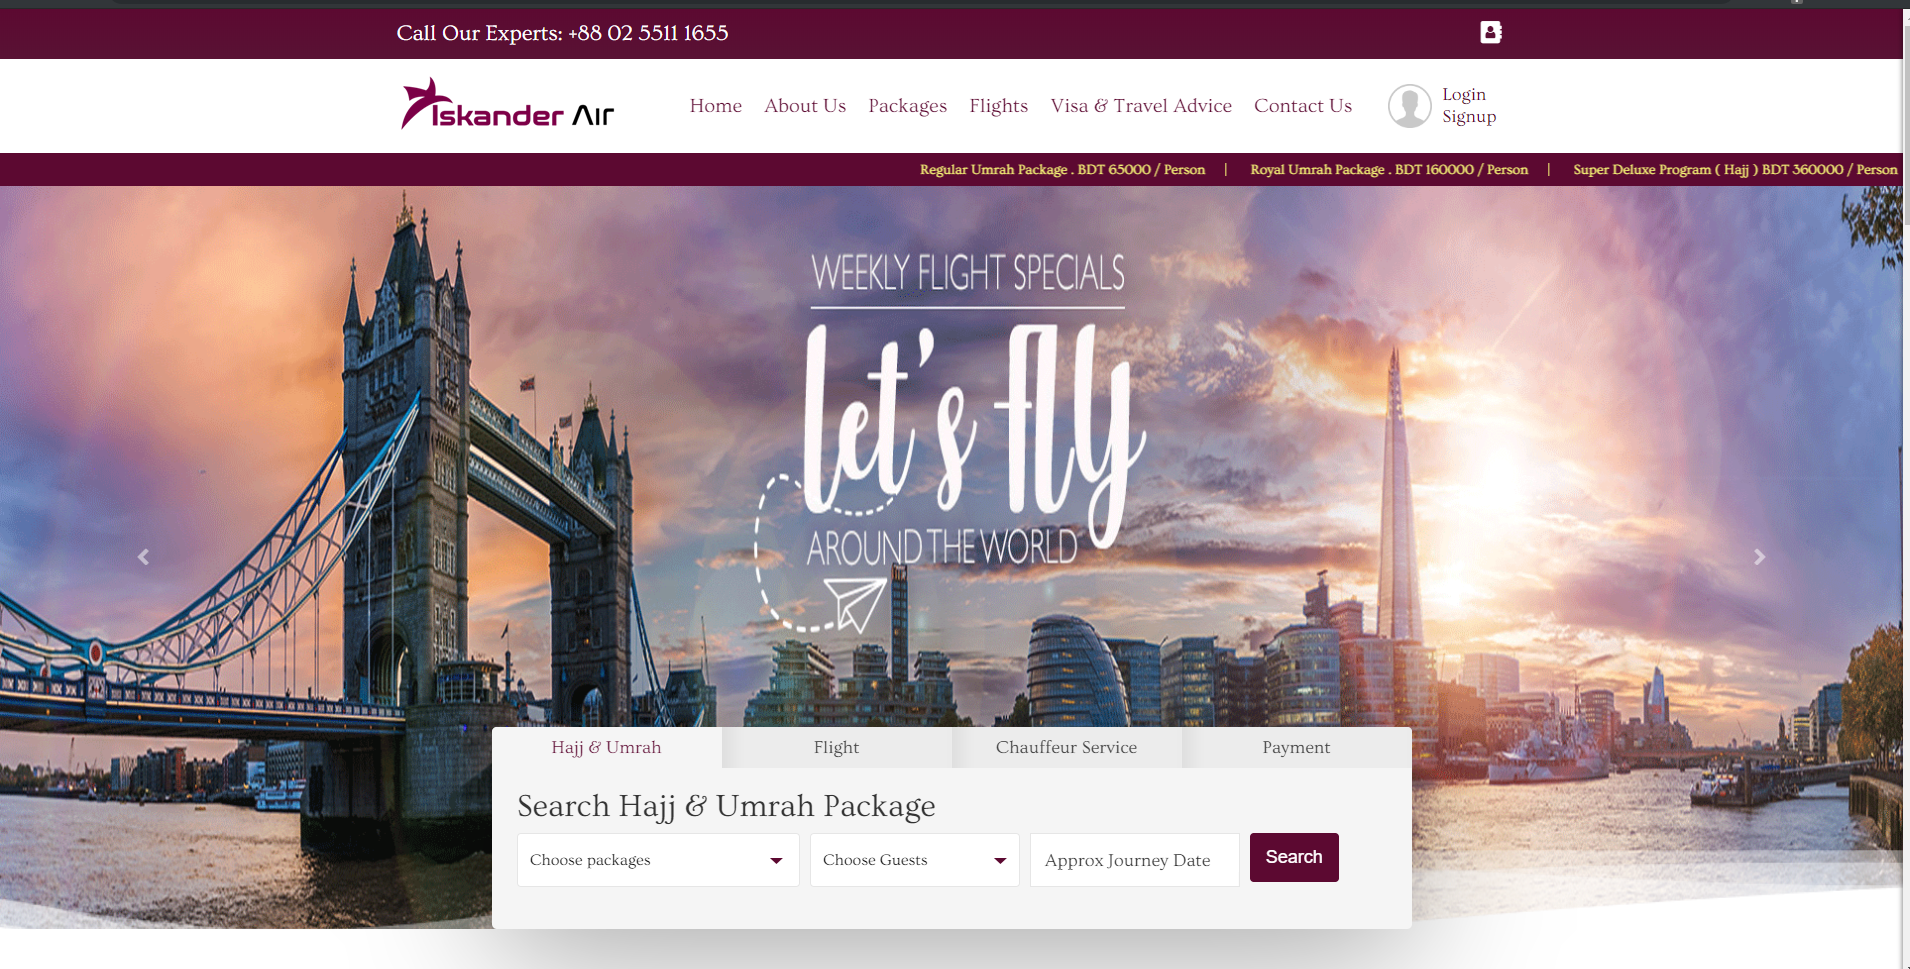 Call Our Experts: +88 02 5511 1655
Iskander Air
Home About Us Packages Flights Visa & Travel Advice Contact Us
Login
Signup
Regular Umrah Package . BDT 65000 / Person | Royal Umrah Package . BDT 160000 / Person | Super Deluxe Program ( Hajj ) BDT 360000 / Person
WEEKLY FLIGHT SPECIALS
let's fly
AROUND THE WORLD
Hajj & Umrah Flight Chauffeur Service Payment
Search Hajj & Umrah Package
Choose packages Choose Guests Approx Journey Date Search